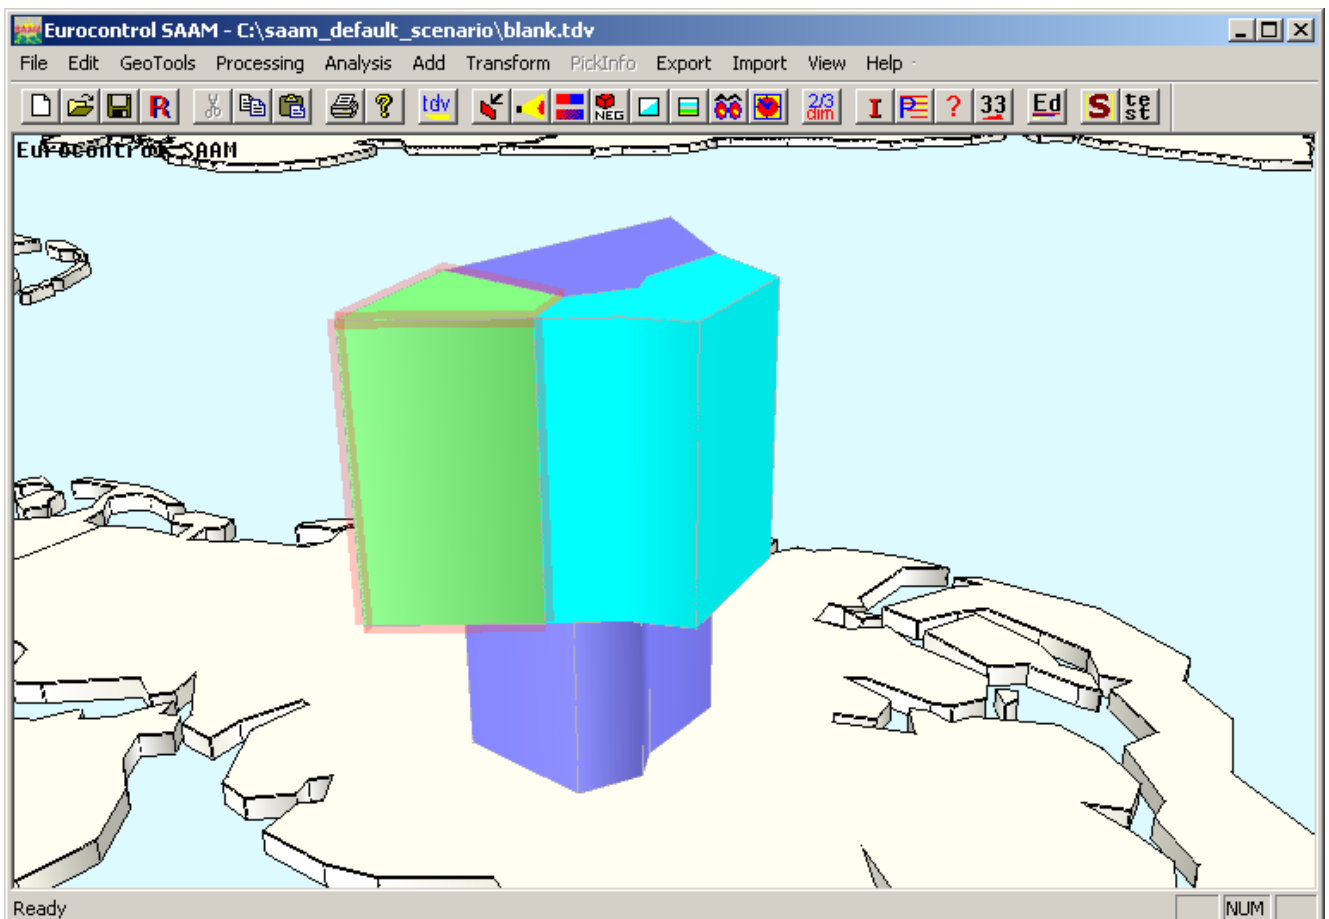 Eurocontrol SAAM - C:\saam_default_scenario\blank.tdv
File Edit GeoTools Processing Analysis Add Transform PickInfo Export Import View Help
R tdv NEG 2/3 dim I P ? 33 Ed S te st
Eurocontrol SAAM
Ready NUM